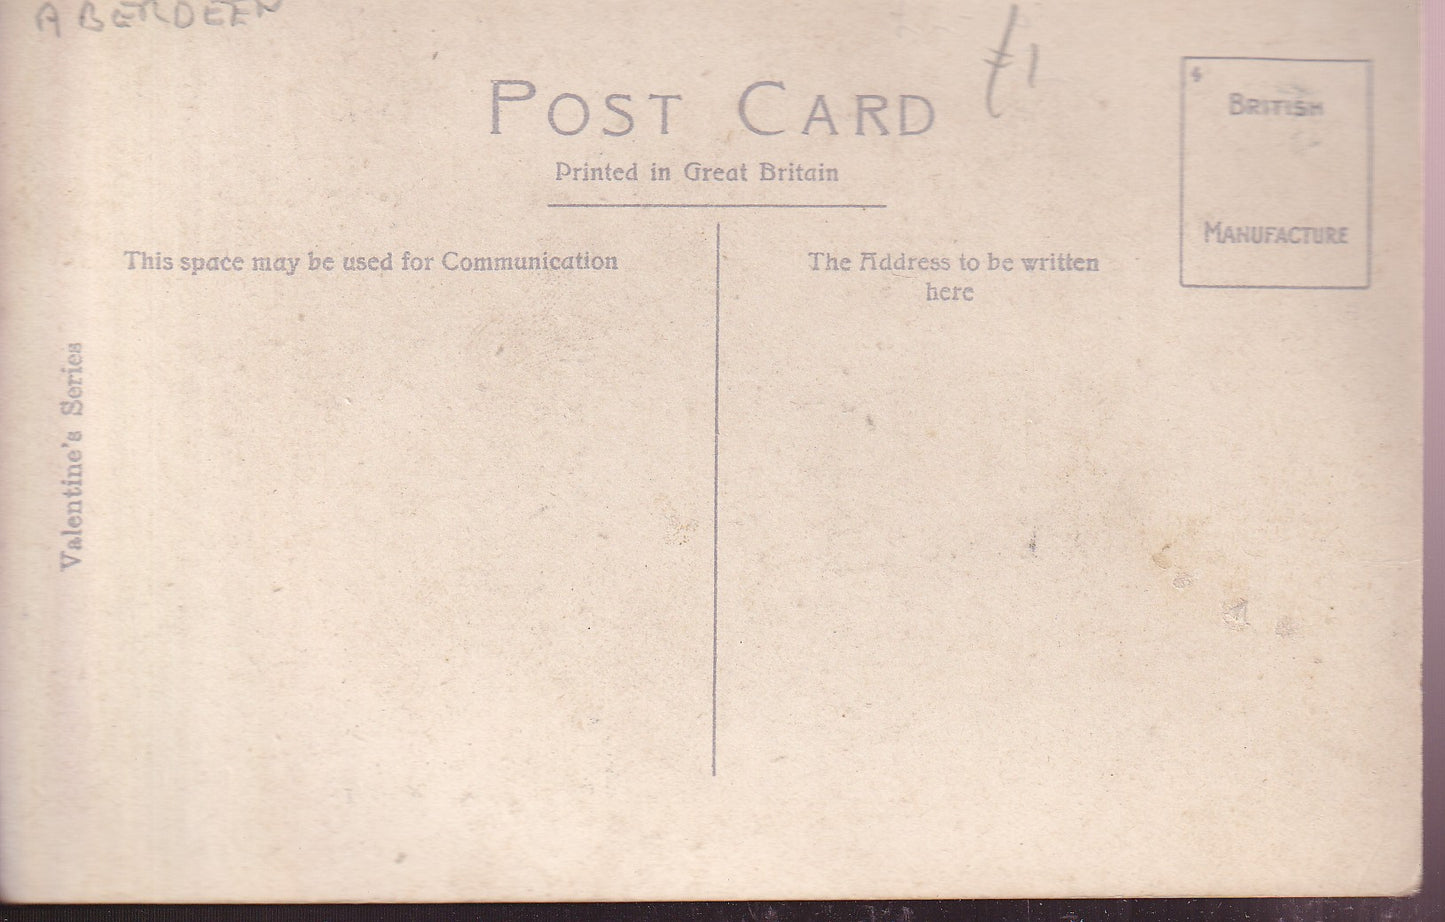 ABERDEEN
£1
POST CARD
Printed in Great Britain
This space may be used for Communication
The Address to be written
here
4
BRITISH
MANUFACTURE
Valentine's Series